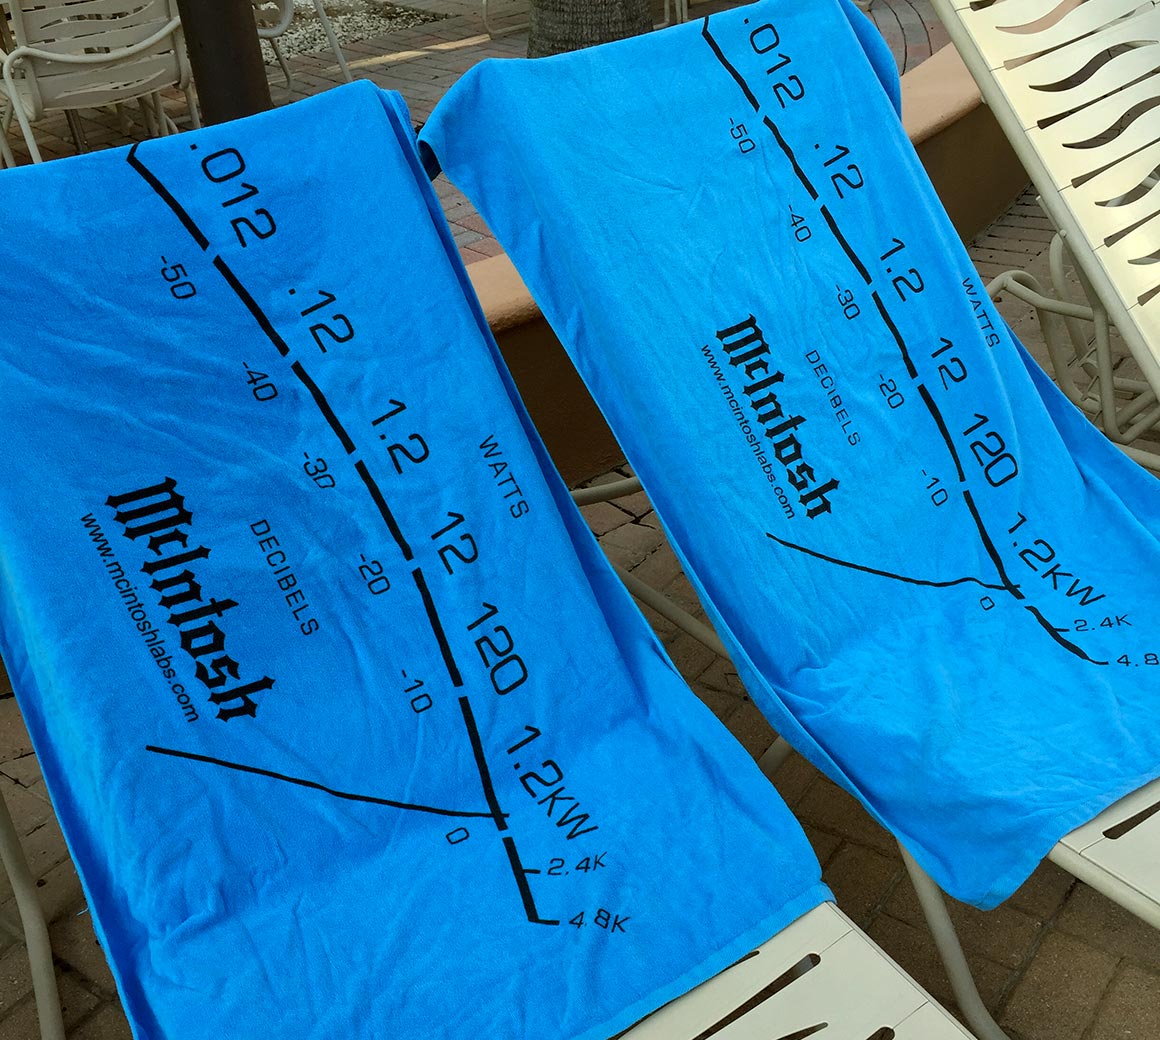 .012 .12 1.2 12 120 1.2KW 2.4K 4.8K
WATTS
-50 -40 -30 -20 -10 0
DECIBELS
McIntosh
www.mcintoshlabs.com
.012 .12 1.2 12 120 1.2KW 2.4K 4.8
WATTS
-50 -40 -30 -20 -10 0
DECIBELS
McIntosh
www.mcintoshlabs.com